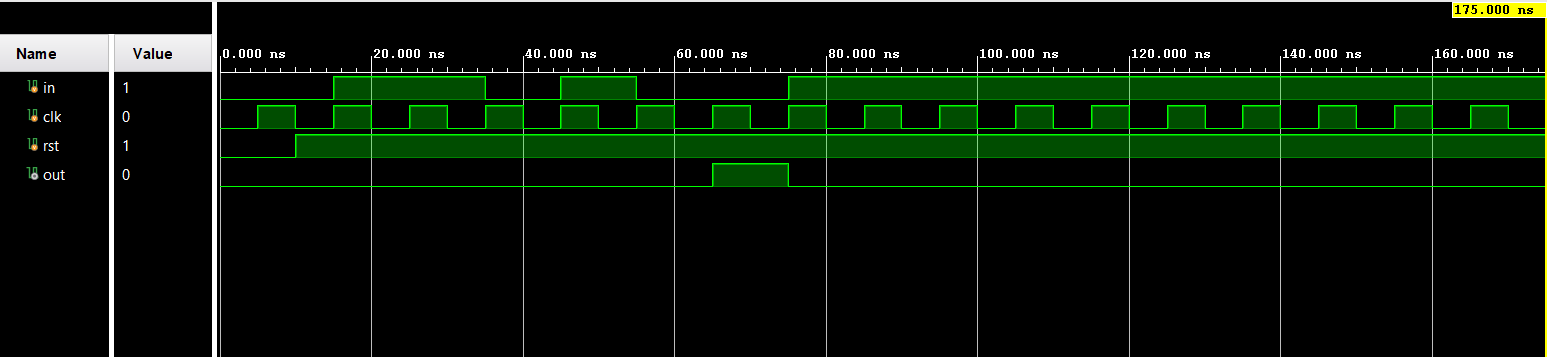 175.000 ns
Name Value
0.000 ns 20.000 ns 40.000 ns 60.000 ns 80.000 ns 100.000 ns 120.000 ns 140.000 ns 160.000 ns
in 1
clk 0
rst 1
out 0